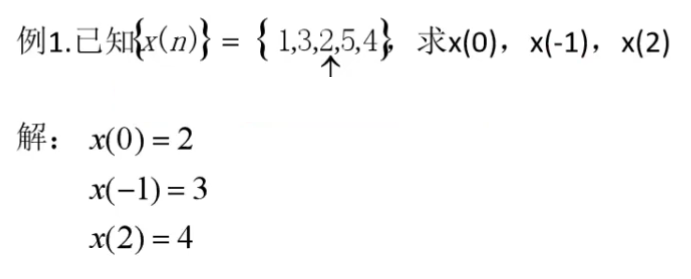 例1.已知{x(n)} = { 1,3,2,5,4}，求x(0)，x(-1)，x(2)
↑
解： x(0) = 2
x(−1) = 3
x(2) = 4